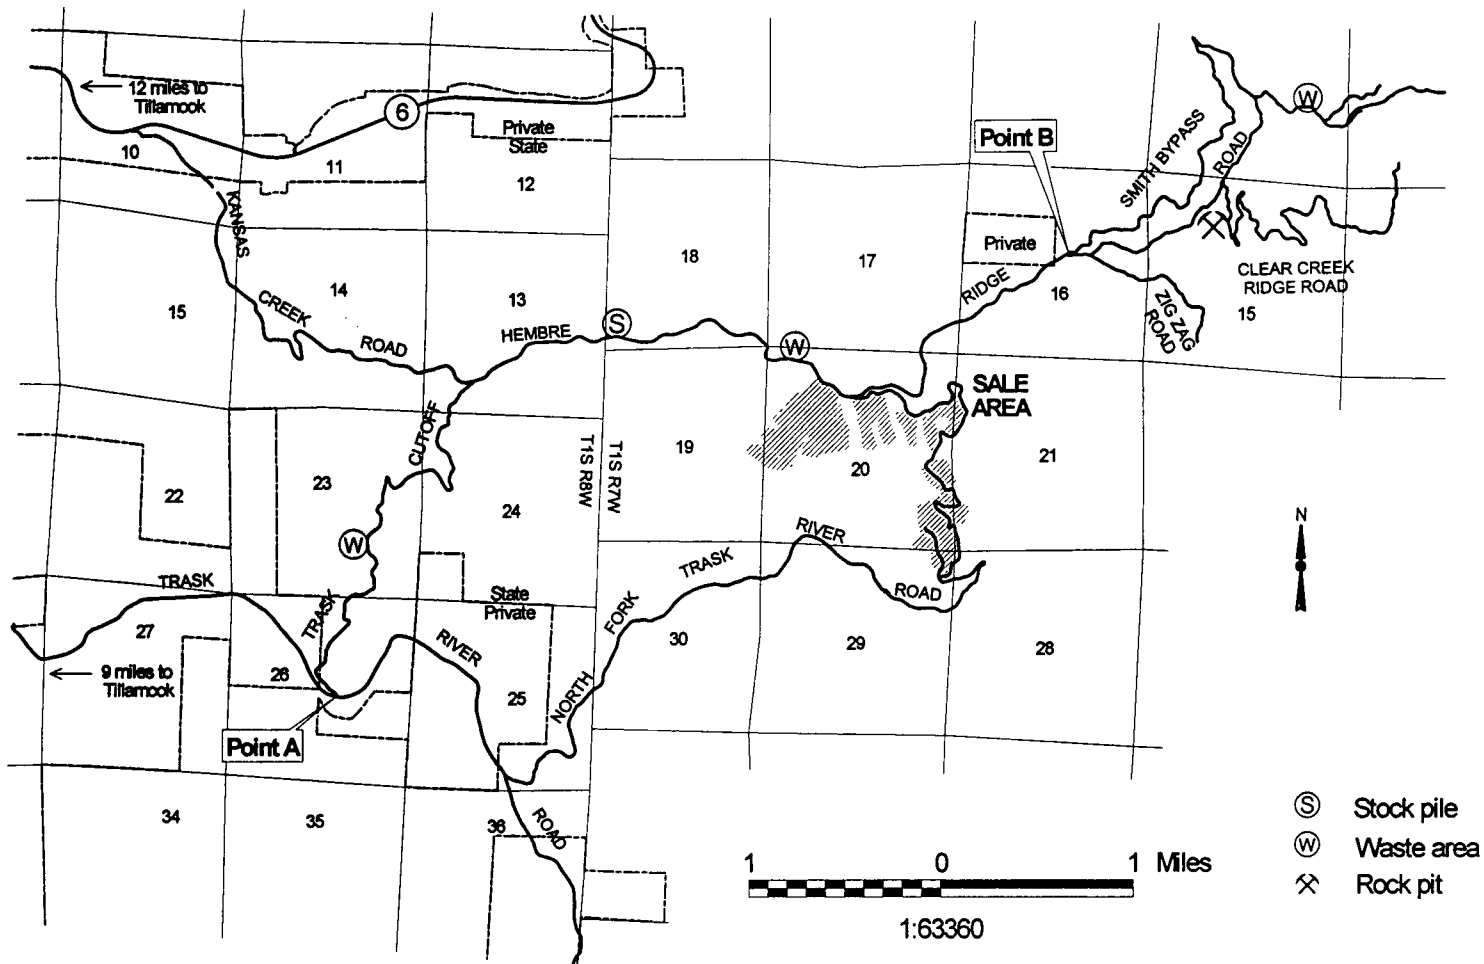 12 miles to
Tillamook
6
Private
State
10
11
12
Point B
SMITH BYPASS
ROAD
W
KANSAS
CREEK
ROAD
15
14
13
18
17
Private
16
CLEAR CREEK
RIDGE ROAD
15
ZIG ZAG
ROAD
HEMBRE
RIDGE
S
W
SALE
AREA
CUTOFF
T1S R8W
T1S R7W
22
23
24
19
20
21
W
N
TRASK
TRASK
State
Private
NORTH
FORK
TRASK
RIVER
ROAD
27
26
RIVER
25
30
29
28
9 miles to
Tillamook
Point A
34
35
36
ROAD
1 0 1 Miles
1:63360
S Stock pile
W Waste area
Rock pit